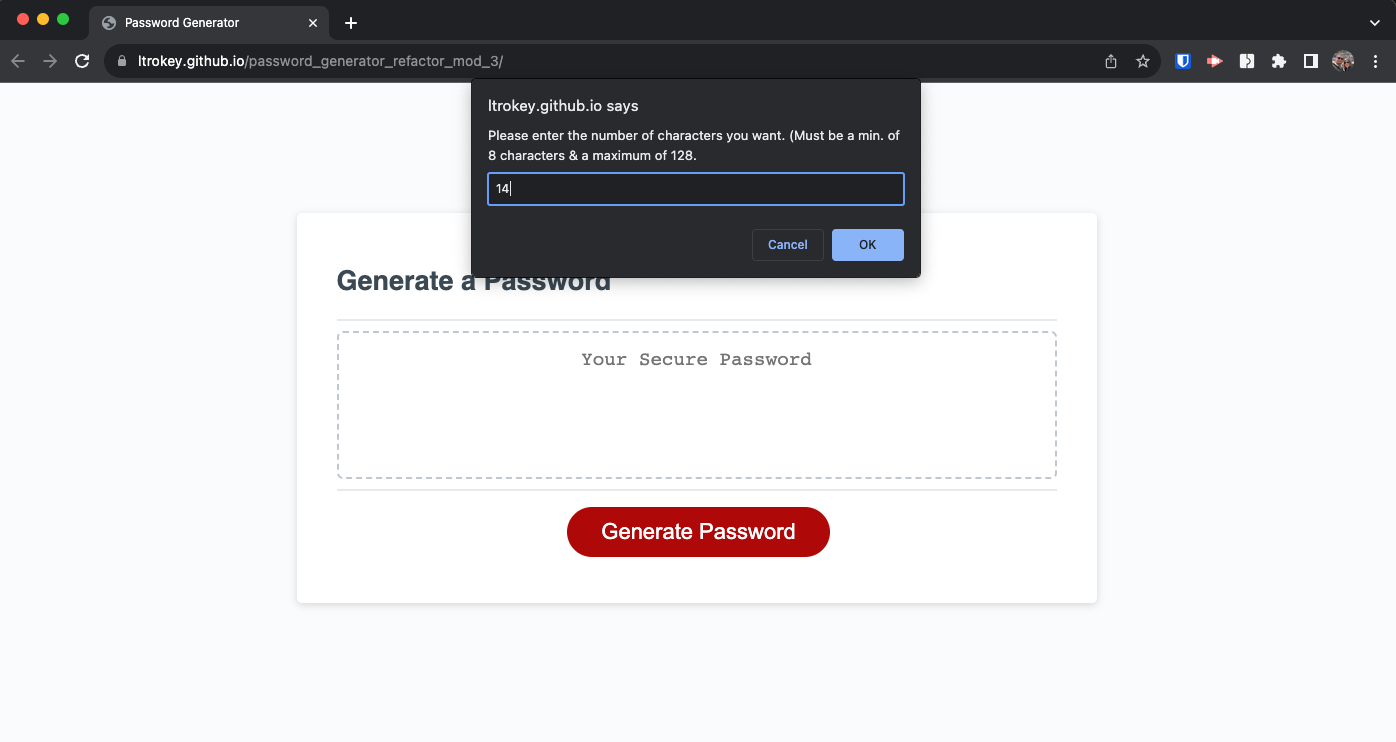 Password Generator
ltrokey.github.io/password_generator_refactor_mod_3/
ltrokey.github.io says
Please enter the number of characters you want. (Must be a min. of
8 characters & a maximum of 128.
14
Cancel
OK
Generate a Password
Your Secure Password
Generate Password